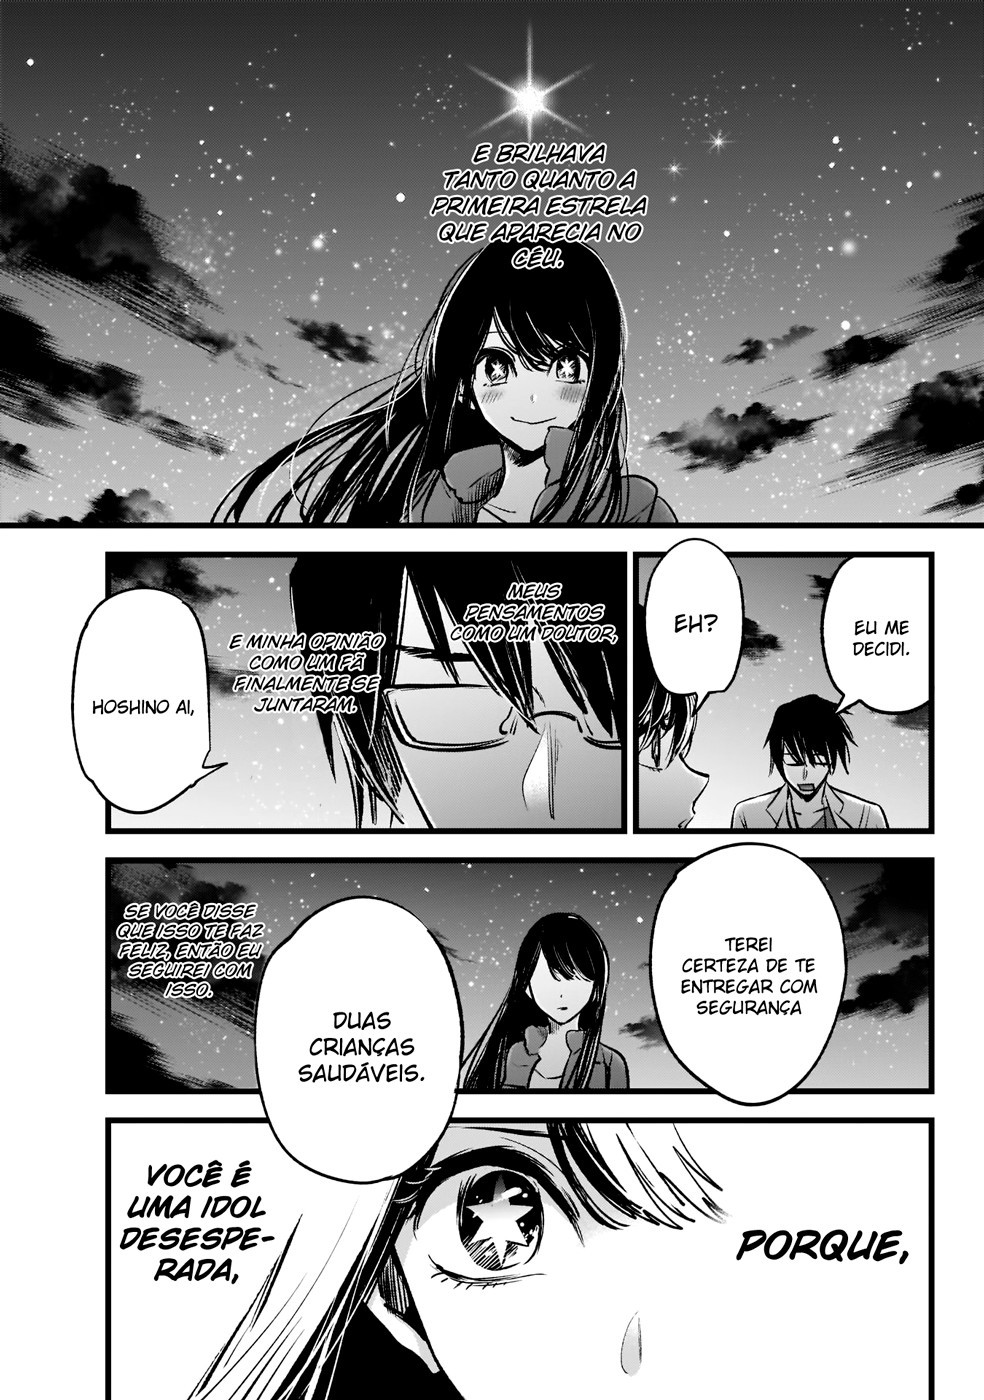 E BRILHAVA
TANTO QUANTO A
PRIMEIRA ESTRELA
QUE APARECIA NO
CÉU.
EU ME
DECIDI.
EH?
MEUS
PENSAMENTOS
COMO UM DOUTOR,
E MINHA OPINIÃO
COMO UM FÃ
FINALMENTE SE
JUNTARAM.
HOSHINO AI,
TEREI
CERTEZA DE TE
ENTREGAR COM
SEGURANÇA
DUAS
CRIANÇAS
SAUDÁVEIS.
SE VOCÊ DISSE
QUE ISSO TE FAZ
FELIZ, ENTÃO EU
SEGUIREI COM
ISSO.
PORQUE,
VOCÊ É
UMA IDOL
DESESPE-
RADA,